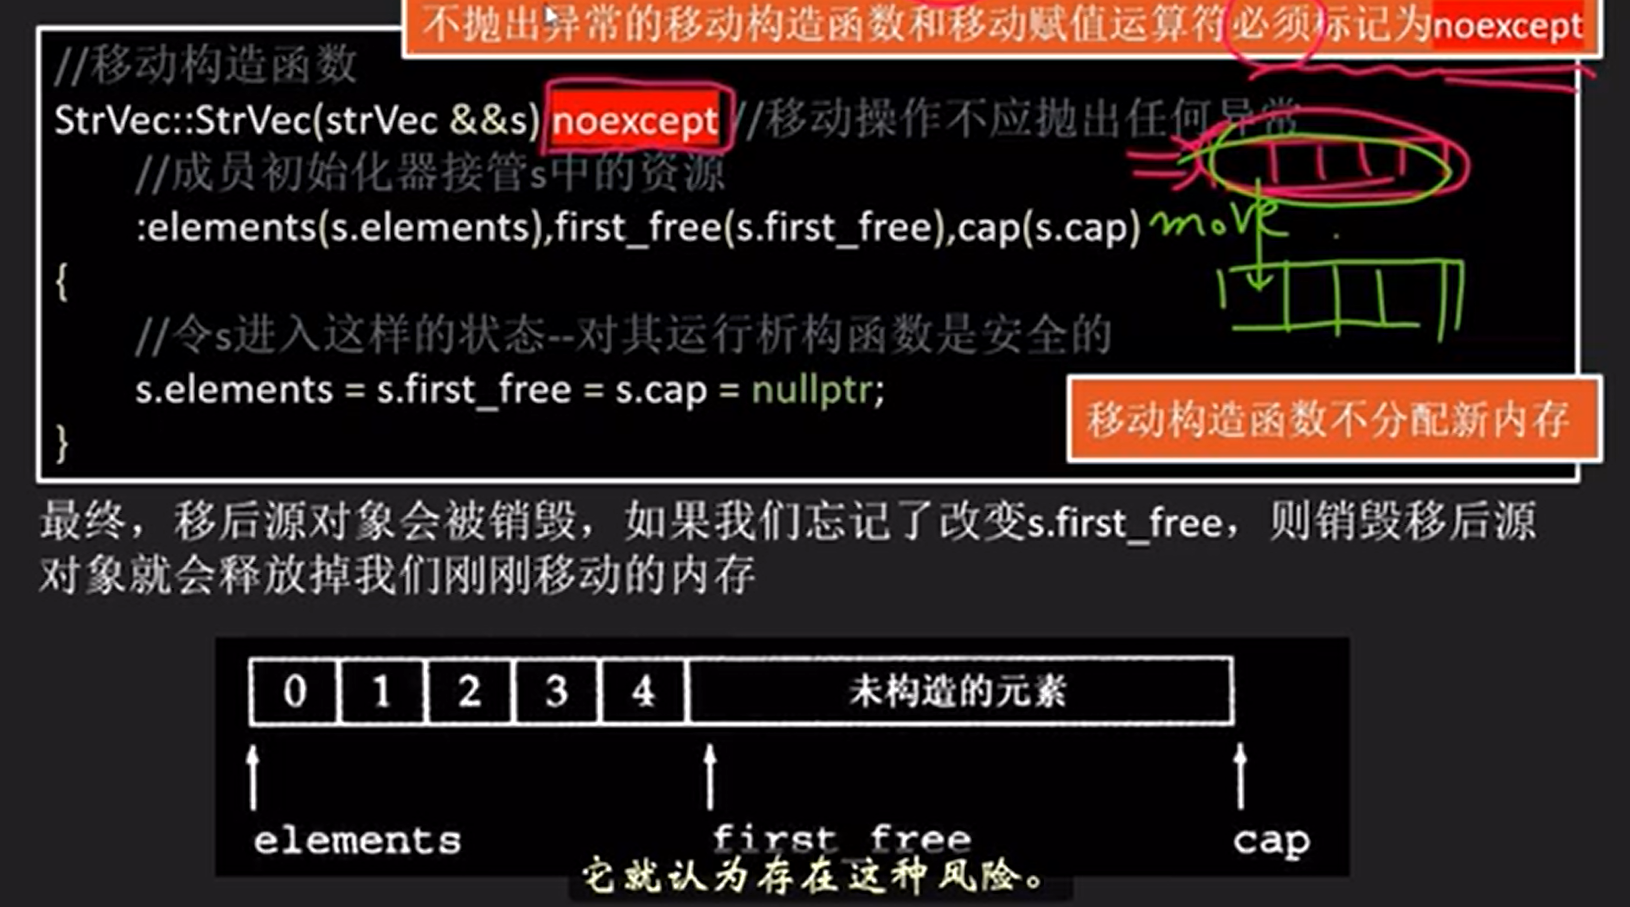 不抛出异常的移动构造函数和移动赋值运算符必须标记为noexcept
//移动构造函数
StrVec::StrVec(strVec &&s) noexcept //移动操作不应抛出任何异常
//成员初始化器接管s中的资源
:elements(s.elements),first_free(s.first_free),cap(s.cap) move
{
//令s进入这样的状态--对其运行析构函数是安全的
s.elements = s.first_free = s.cap = nullptr;
移动构造函数不分配新内存
}
最终，移后源对象会被销毁，如果我们忘记了改变s.first_free，则销毁移后源
对象就会释放掉我们刚刚移动的内存
0 1 2 3 4 未构造的元素
elements first_free cap
它就认为存在这种风险。